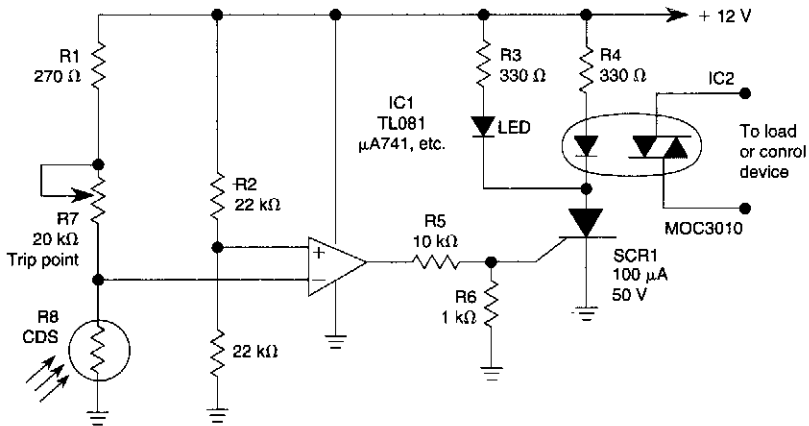 + 12 V
R1
270 Ω
R3
330 Ω
R4
330 Ω
IC2
IC1
TL081
μA741, etc.
LED
To load
or conrol
device
R2
22 kΩ
R7
20 kΩ
Trip point
R5
10 kΩ
MOC3010
+
−
SCR1
100 μA
50 V
R6
1 kΩ
R8
CDS
22 kΩ